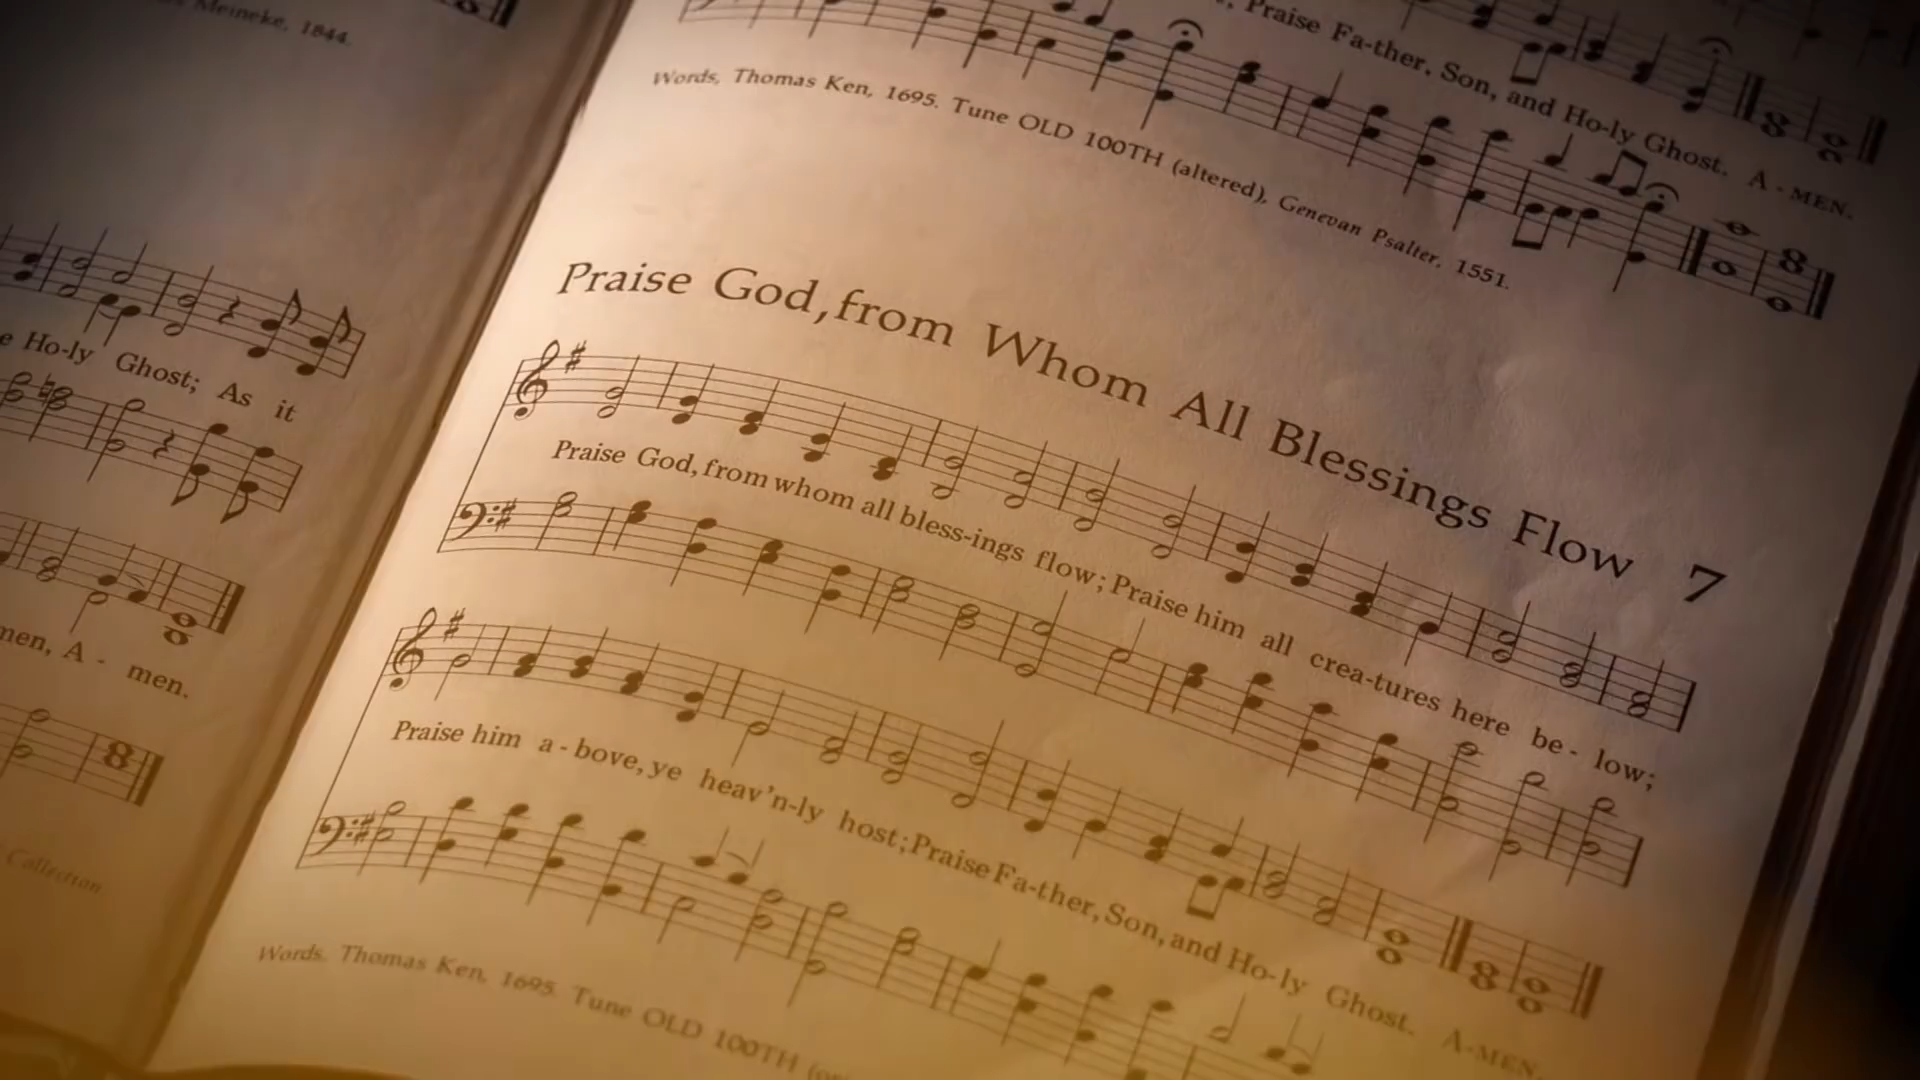 Meineke, 1844.
Ho-ly Ghost; As it
men, A - men.
Collection
Praise Fa-ther, Son, and Ho-ly Ghost. A - MEN.
Words, Thomas Ken, 1695. Tune OLD 100TH (altered), Genevan Psalter, 1551.
Praise God, from Whom All Blessings Flow 7
Praise God, from whom all bless-ings flow; Praise him all crea-tures here be - low;
Praise him a - bove, ye heav'n-ly host; Praise Fa-ther, Son, and Ho-ly Ghost. A-MEN.
Words, Thomas Ken, 1695. Tune OLD 100TH